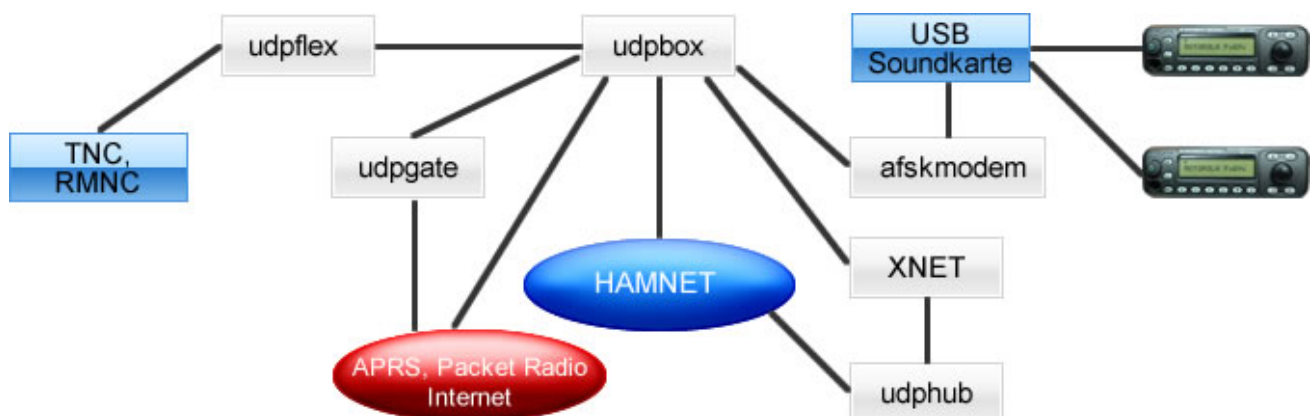 udpflex
udpbox
USB
Soundkarte
TNC,
RMNC
udpgate
afskmodem
HAMNET
XNET
APRS, Packet Radio
Internet
udphub